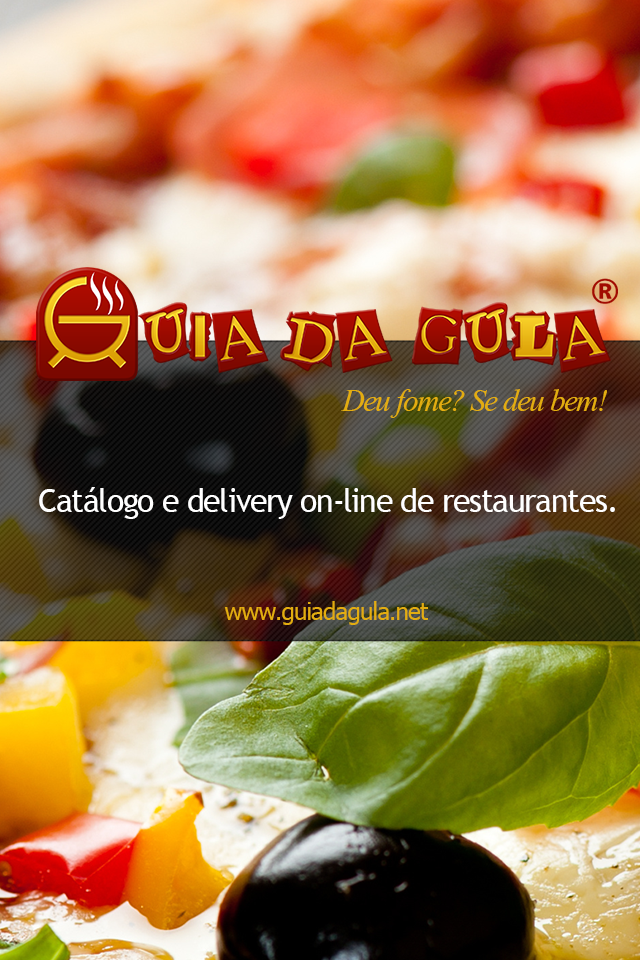 GUIA DA GULA®
Deu fome? Se deu bem!
Catálogo e delivery on-line de restaurantes.
www.guiadagula.net